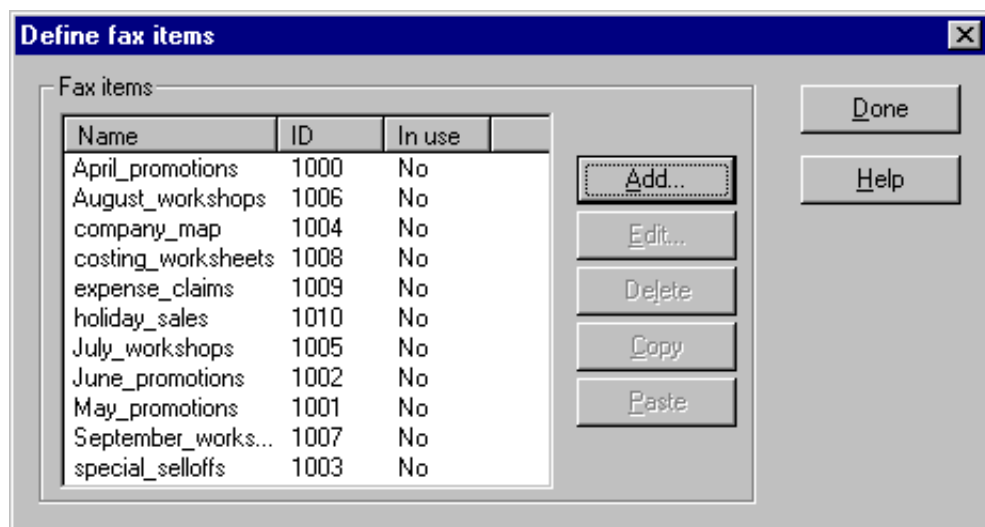 Define fax items
Fax items
Done
Name ID In use
April_promotions 1000 No
Add...
Help
August_workshops 1006 No
company_map 1004 No
Edit...
costing_worksheets 1008 No
expense_claims 1009 No
Delete
holiday_sales 1010 No
July_workshops 1005 No
Copy
June_promotions 1002 No
May_promotions 1001 No
Paste
September_works... 1007 No
special_selloffs 1003 No